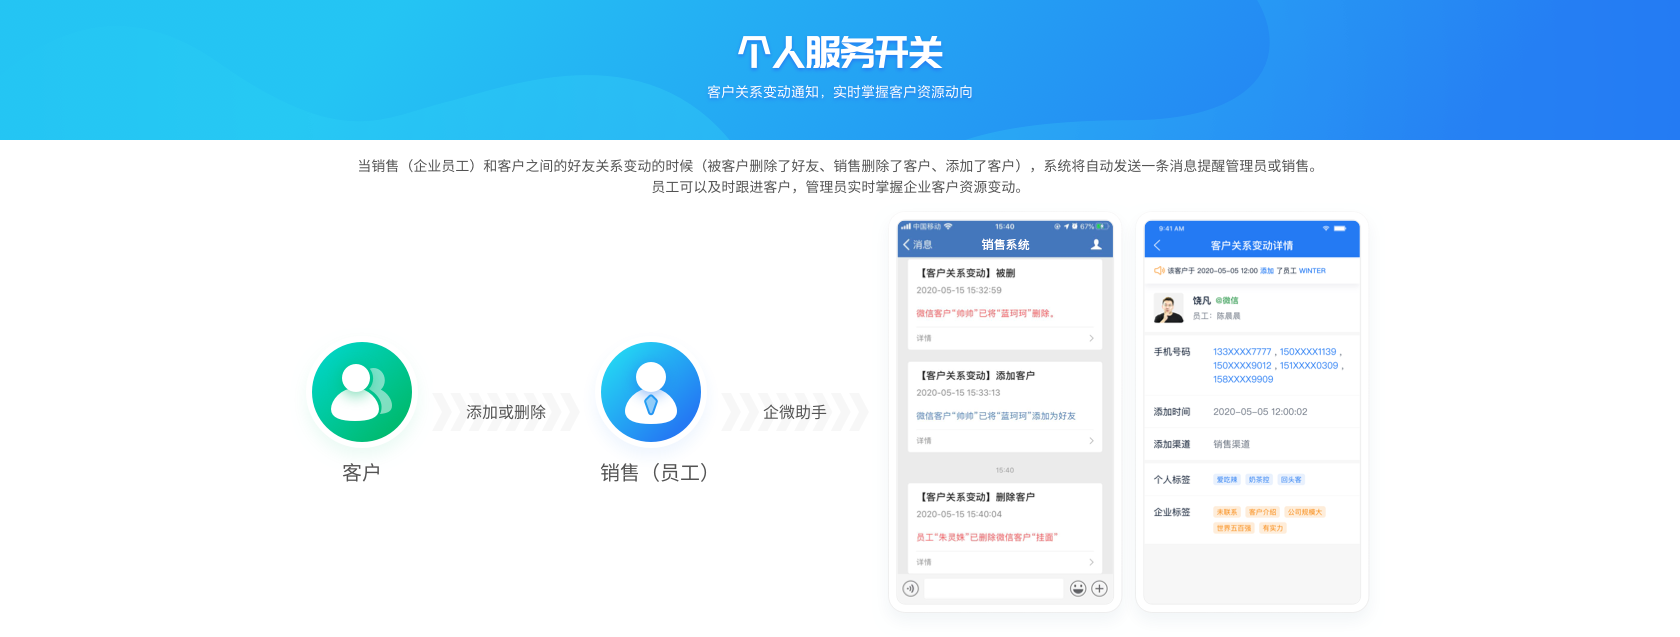 个人服务开关
客户关系变动通知，实时掌握客户资源动向
当销售（企业员工）和客户之间的好友关系变动的时候（被客户删除了好友、销售删除了客户、添加了客户），系统将自动发送一条消息提醒管理员或销售。
员工可以及时跟进客户，管理员实时掌握企业客户资源变动。
客户
添加或删除
销售（员工）
企微助手
中国移动 15:40 67%
消息 销售系统
【客户关系变动】被删
2020-05-15 15:32:59
微信客户“帅帅”已将“蓝珂珂”删除。
详情
【客户关系变动】添加客户
2020-05-15 15:33:13
微信客户“帅帅”已将“蓝珂珂”添加为好友
详情
15:40
【客户关系变动】删除客户
2020-05-15 15:40:04
员工“朱灵姝”已删除微信客户“挂面”
详情
9:41 AM
客户关系变动详情
该客户于 2020-05-05 12:00 添加 了员工 WINTER
饶凡 @微信
员工：陈晨晨
手机号码 133XXXX7777，150XXXX1139，
150XXXX9012，151XXXX0309，
158XXXX9909
添加时间 2020-05-05 12:00:02
添加渠道 销售渠道
个人标签 爱吃辣 奶茶控 回头客
企业标签 未联系 客户介绍 公司规模大
世界五百强 有实力